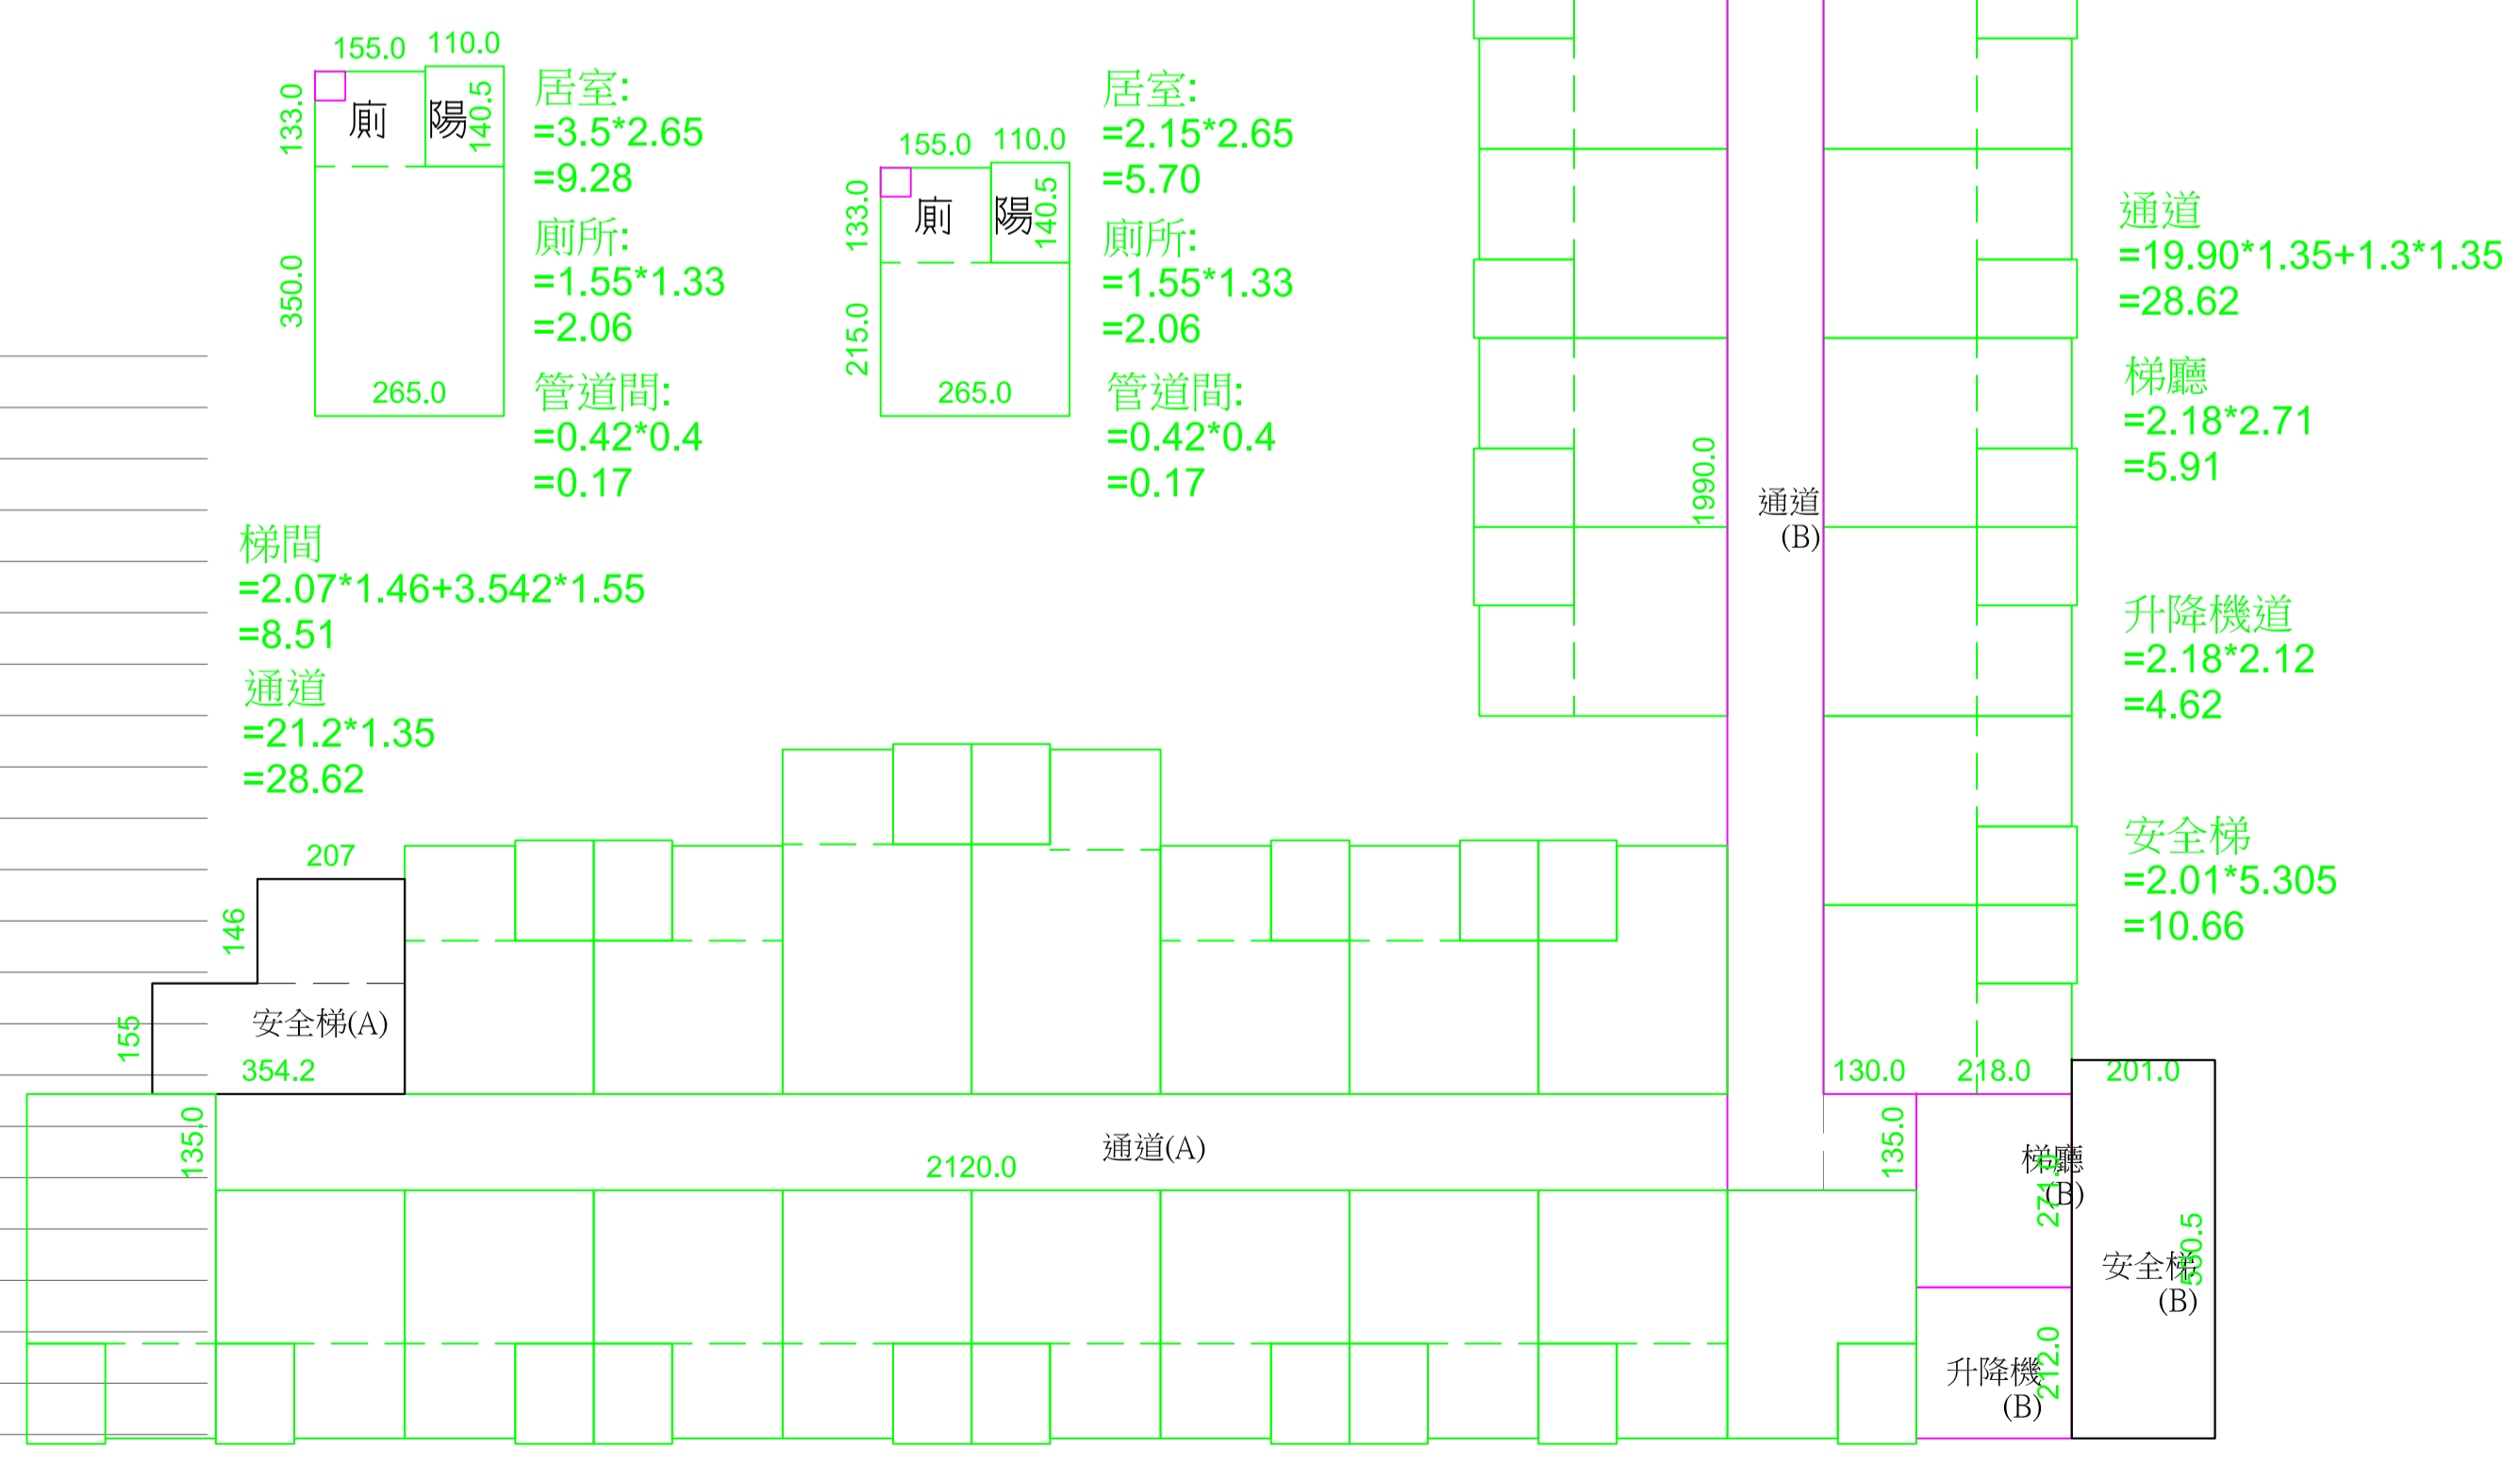 155.0
110.0
133.0
廁
陽
140.5
350.0
265.0
居室:
=3.5*2.65
=9.28
廁所:
=1.55*1.33
=2.06
管道間:
=0.42*0.4
=0.17
155.0
110.0
133.0
廁
陽
140.5
215.0
265.0
居室:
=2.15*2.65
=5.70
廁所:
=1.55*1.33
=2.06
管道間:
=0.42*0.4
=0.17
1990.0
通道
(B)
通道
=19.90*1.35+1.3*1.35
=28.62
梯廳
=2.18*2.71
=5.91
升降機道
=2.18*2.12
=4.62
安全梯
=2.01*5.305
=10.66
梯間
=2.07*1.46+3.542*1.55
=8.51
通道
=21.2*1.35
=28.62
207
146
155
安全梯(A)
354.2
135.0
通道(A)
2120.0
130.0
218.0
201.0
135.0
梯廳
(B)
271.0
安全梯
(B)
530.5
升降機
(B)
212.0